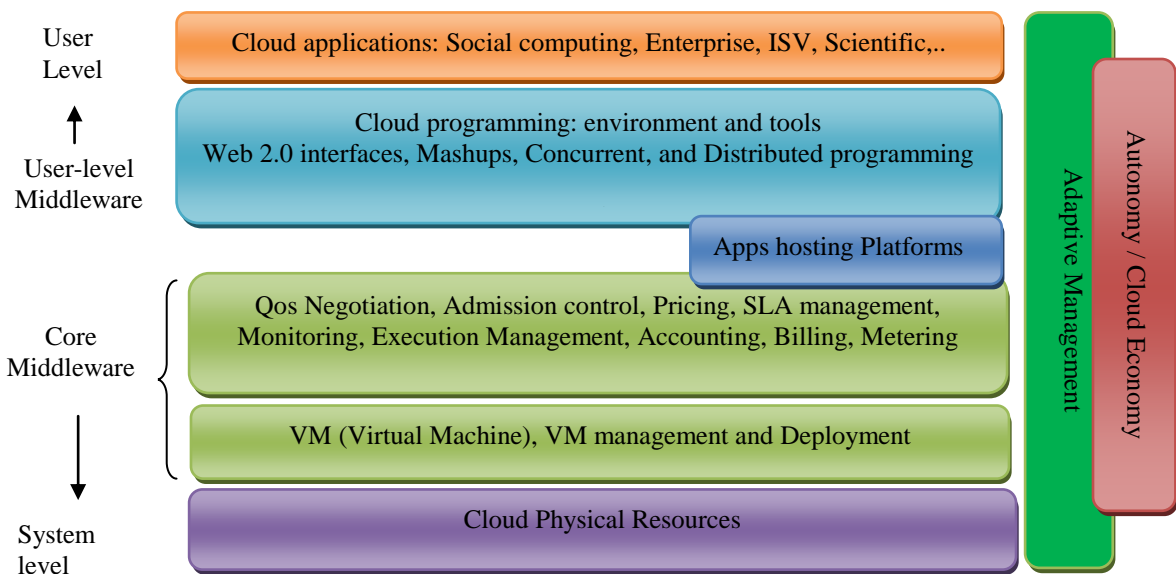 User
Level
Cloud applications: Social computing, Enterprise, ISV, Scientific,..
User-level
Middleware
Cloud programming: environment and tools
Web 2.0 interfaces, Mashups, Concurrent, and Distributed programming
Apps hosting Platforms
Core
Middleware
Qos Negotiation, Admission control, Pricing, SLA management,
Monitoring, Execution Management, Accounting, Billing, Metering
VM (Virtual Machine), VM management and Deployment
System
level
Cloud Physical Resources
Adaptive Management
Autonomy / Cloud Economy